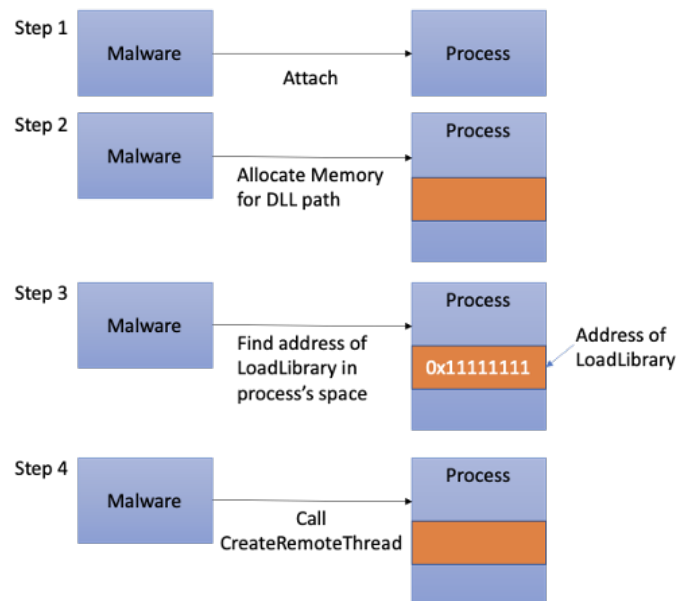 Step 1
Malware
Attach
Process
Step 2
Malware
Allocate Memory
for DLL path
Process
Step 3
Malware
Find address of
LoadLibrary in
process's space
Process
0x11111111
Address of
LoadLibrary
Step 4
Malware
Call
CreateRemoteThread
Process